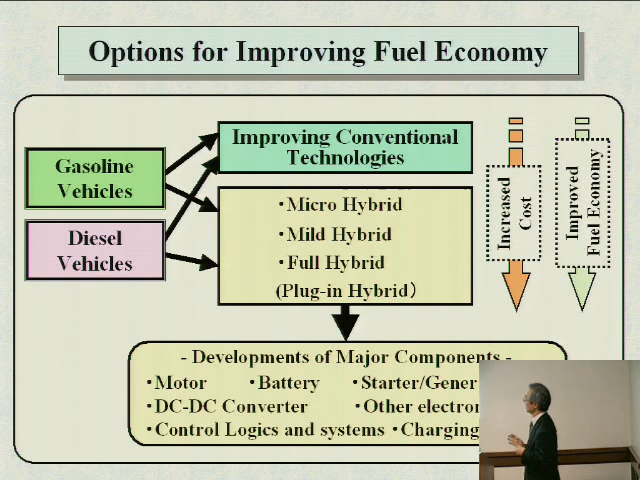 Options for Improving Fuel Economy
Gasoline
Vehicles
Diesel
Vehicles
Improving Conventional
Technologies
・Micro Hybrid
・Mild Hybrid
・Full Hybrid
(Plug-in Hybrid)
Increased
Cost
Improved
Fuel Economy
- Developments of Major Components -
・Motor ・Battery ・Starter/Gener
・DC-DC Converter ・Other electron
・Control Logics and systems ・Charging